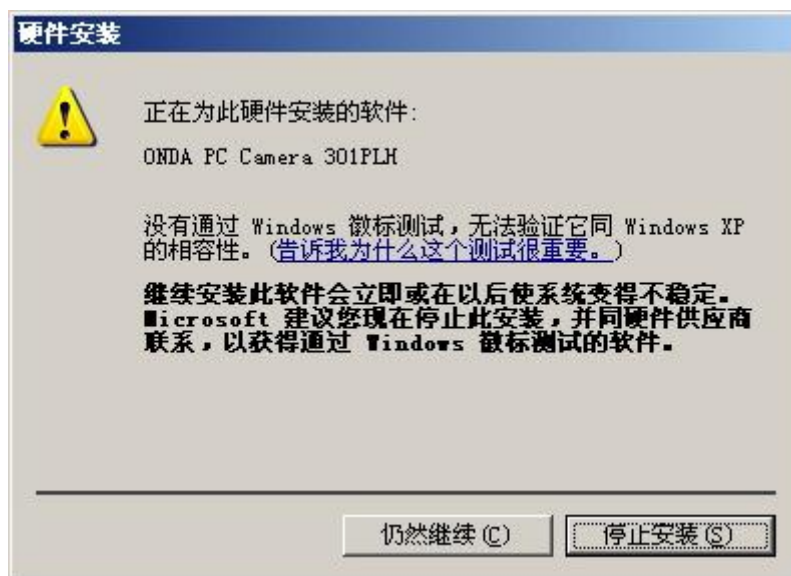 硬件安装
正在为此硬件安装的软件:
ONDA PC Camera 301PLH
没有通过 Windows 徽标测试，无法验证它同 Windows XP
的相容性。(告诉我为什么这个测试很重要。)
继续安装此软件会立即或在以后使系统变得不稳定。
Microsoft 建议您现在停止此安装，并同硬件供应商
联系，以获得通过 Windows 徽标测试的软件。
仍然继续(C) 停止安装(S)